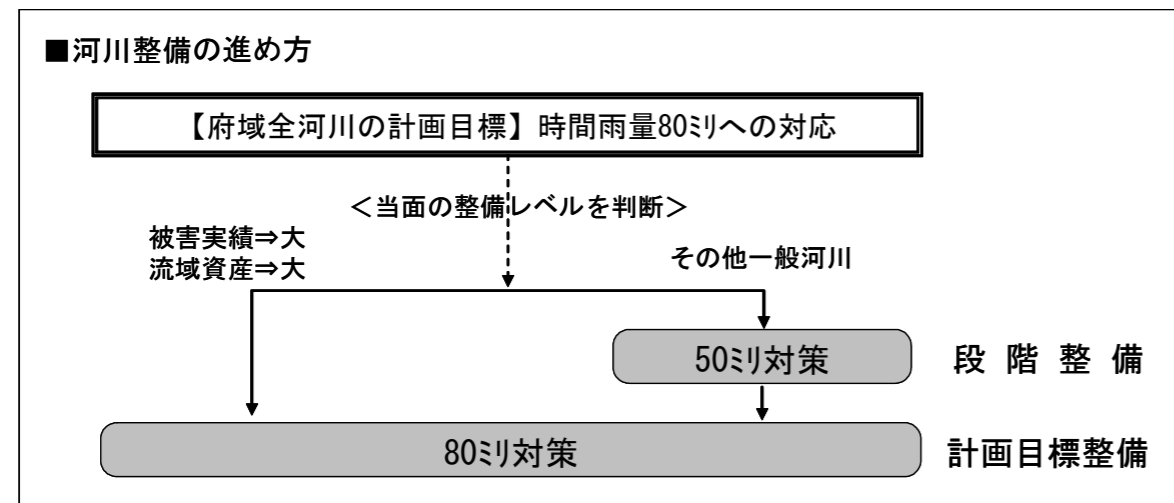 ■河川整備の進め方
【府域全河川の計画目標】時間雨量80ミリへの対応
＜当面の整備レベルを判断＞
被害実績⇒大
流域資産⇒大
その他一般河川
50ミリ対策
段階整備
80ミリ対策
計画目標整備